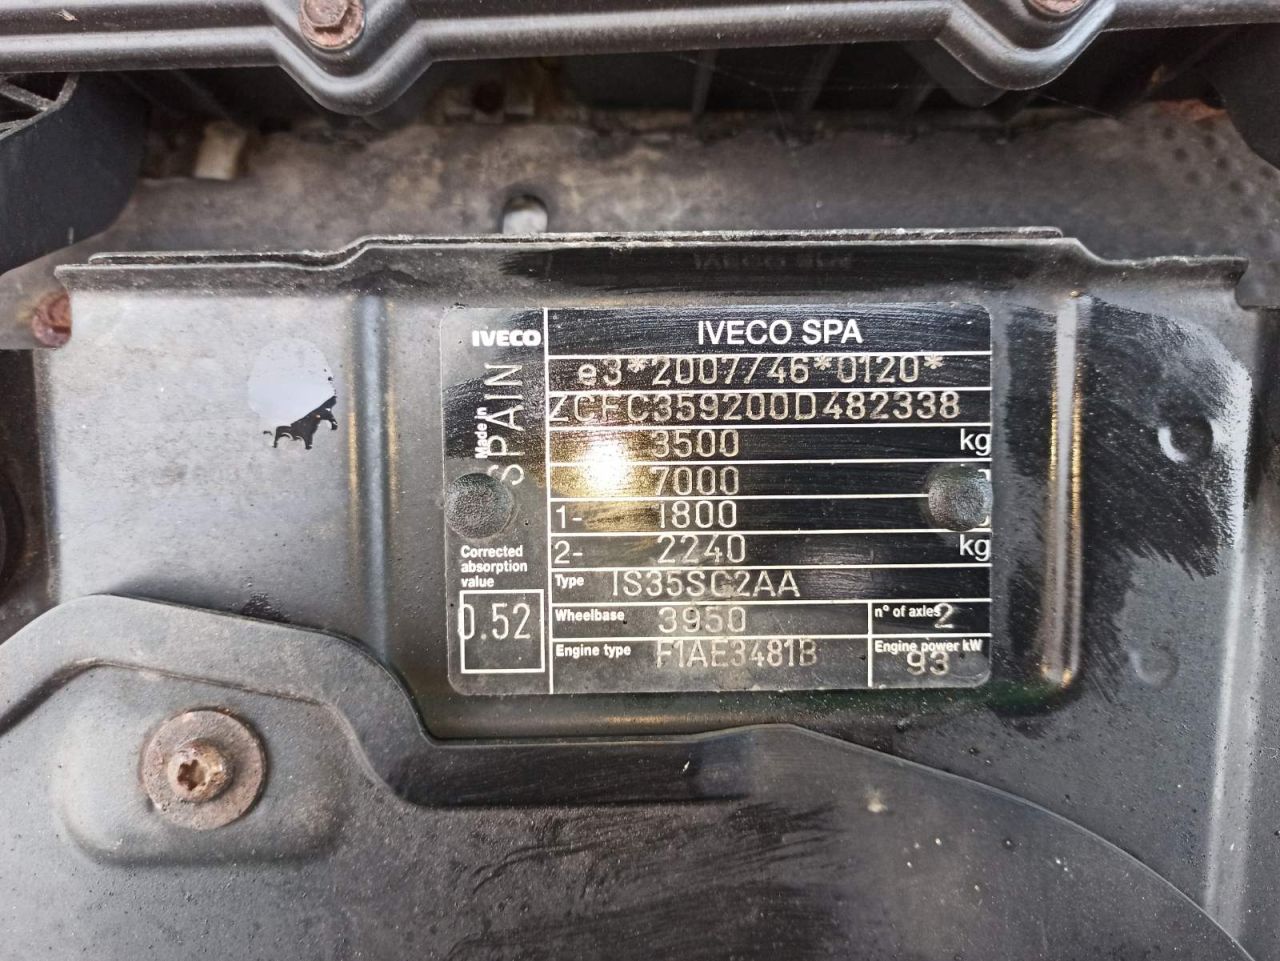 IVECO
IVECO SPA
Made in
SPAIN
e3*2007/46*0120*
ZCFC359200D482338
3500 kg
7000
1- 1800
2- 2240 kg
Corrected
absorption
value
0.52
Type IS35SC2AA
Wheelbase 3950 n° of axles 2
Engine type F1AE3481B Engine power kW 93